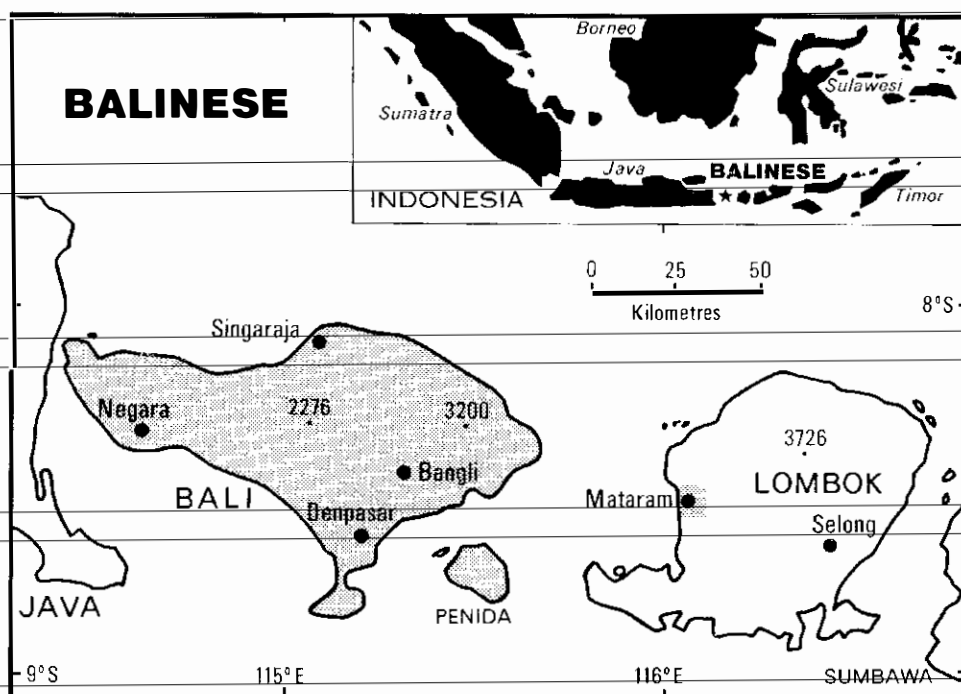 BALINESE
Borneo
Sulawesi
Sumatra
Java
BALINESE
INDONESIA
Timor
0 25 50
Kilometres
8°S
Singaraja
Negara
2276
3200
3726
Bangli
BALI
LOMBOK
Mataram
Denpasar
Selong
JAVA
PENIDA
9°S
115°E
116°E
SUMBAWA